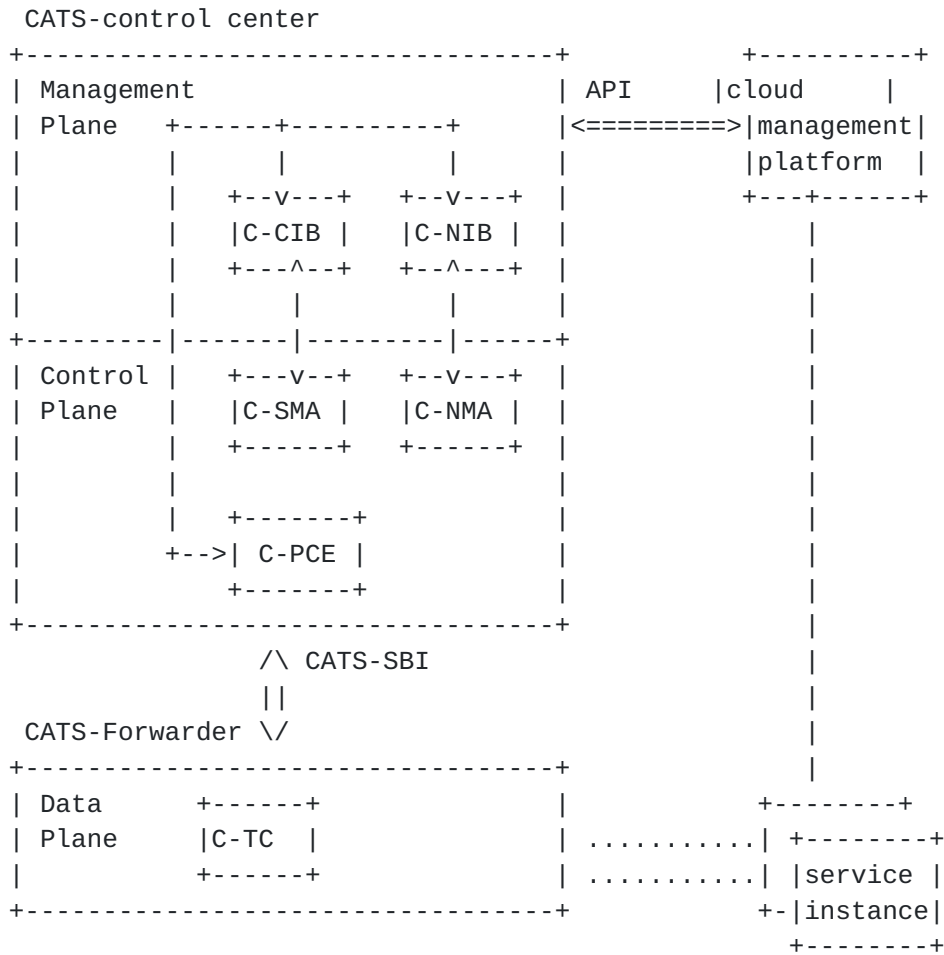 CATS-control center
Management API cloud
Plane management
platform
C-CIB C-NIB
Control
Plane C-SMA C-NMA
C-PCE
CATS-SBI
CATS-Forwarder
Data
Plane C-TC
service
instance